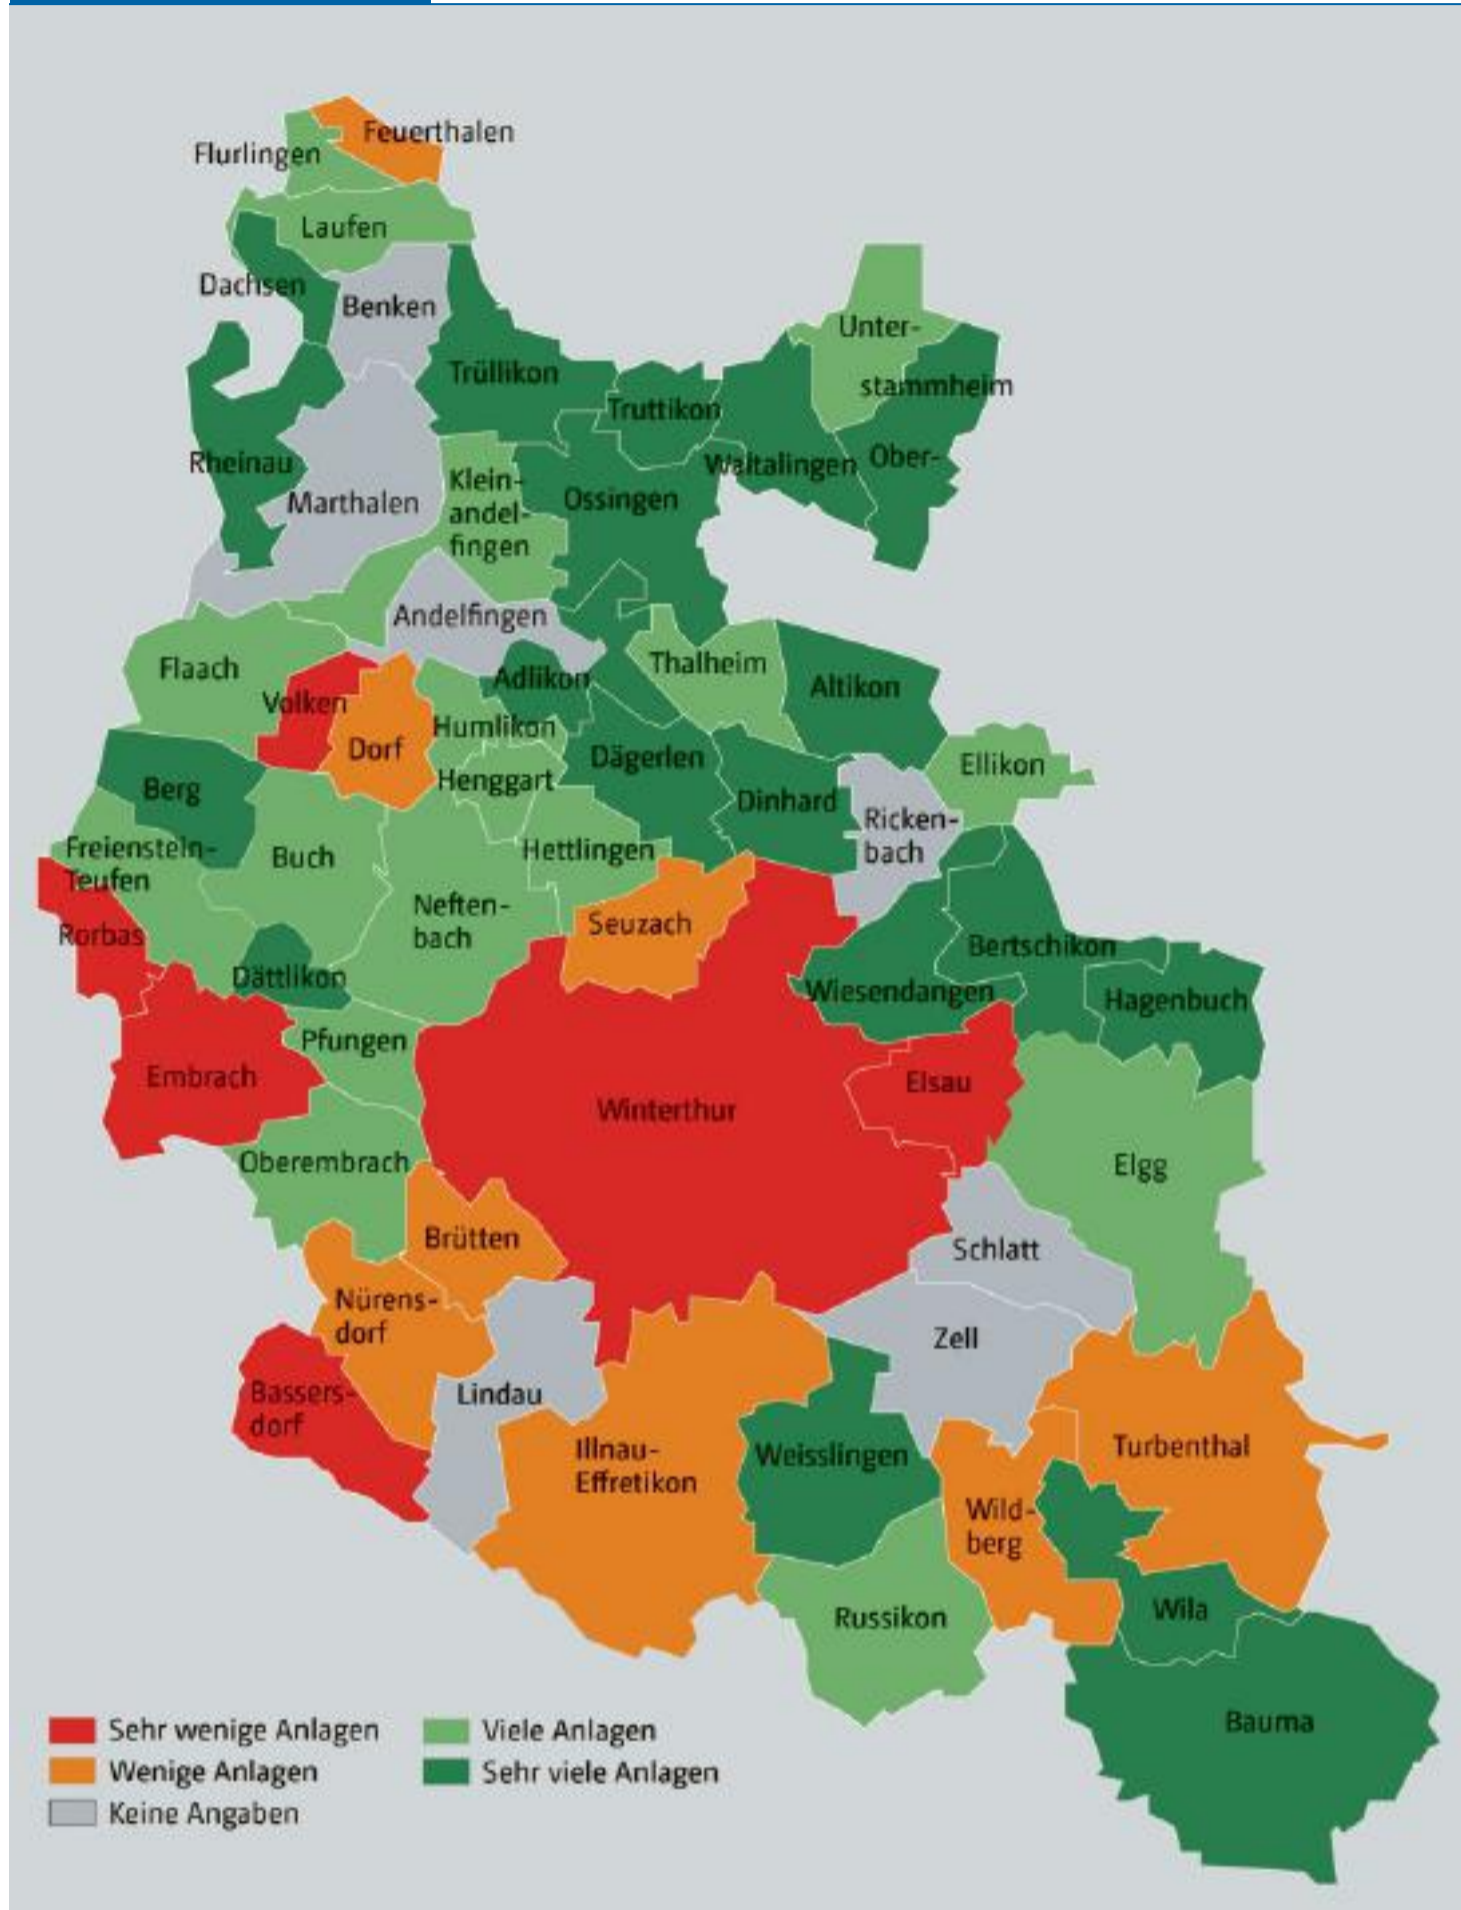 Feuerthalen
Flurlingen
Laufen
Dachsen
Benken
Unter-
stammheim
Trüllikon
Truttikon
Rheinau
Waltalingen
Ober-
Marthalen
Klein-
andel-
fingen
Ossingen
Andelfingen
Flaach
Thalheim
Adlikon
Altikon
Volken
Humlikon
Dorf
Dägerlen
Ellikon
Henggart
Berg
Dinhard
Ricken-
bach
Freienstein-
Teufen
Buch
Hettlingen
Neften-
bach
Seuzach
Rorbas
Bertschikon
Dättlikon
Wiesendangen
Hagenbuch
Pfungen
Embrach
Elsau
Winterthur
Oberembrach
Elgg
Brütten
Schlatt
Nürens-
dorf
Zell
Bassers-
dorf
Lindau
Illnau-
Effretikon
Weisslingen
Turbenthal
Wild-
berg
Russikon
Wila
Bauma
Sehr wenige Anlagen
Wenige Anlagen
Keine Angaben
Viele Anlagen
Sehr viele Anlagen